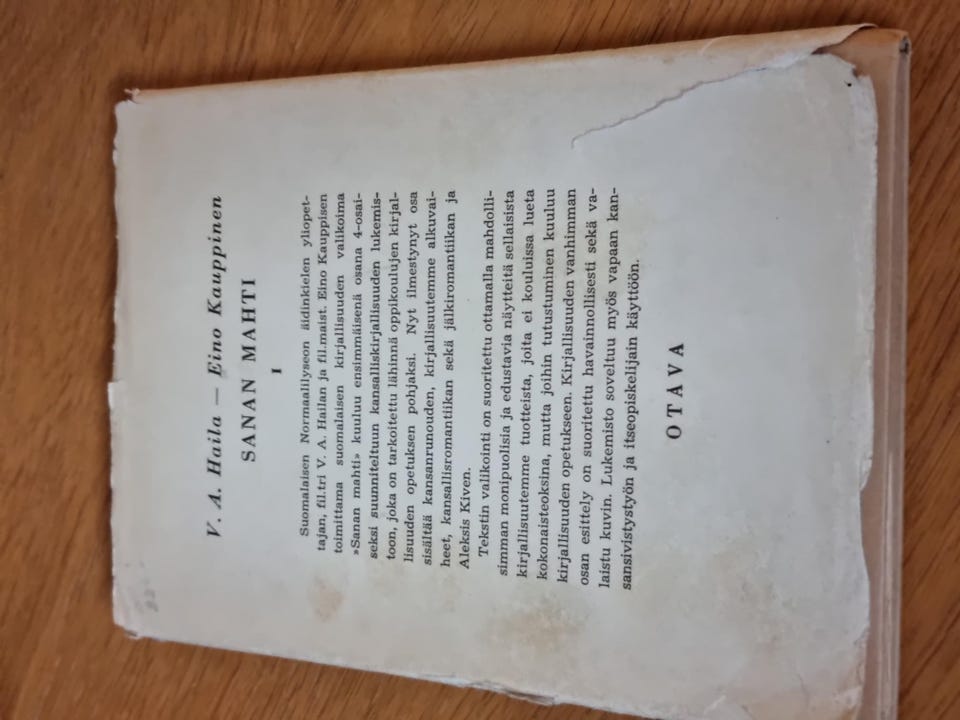 V. A. Haila — Eino Kauppinen
SANAN MAHTI
I
Suomalaisen Normaalilyseon äidinkielen yliopet-
tajan, fil.tri V. A. Hailan ja fil.maist. Eino Kauppisen
toimittama suomalaisen kirjallisuuden valikoima
»Sanan mahti» kuuluu ensimmäisenä osana 4-osai-
seksi suunniteltuun kansalliskirjallisuuden lukemis-
toon, joka on tarkoitettu lähinnä oppikoulujen kirjal-
lisuuden opetuksen pohjaksi. Nyt ilmestynyt osa
sisältää kansanrunouden, kirjallisuutemme alkuvai-
heet, kansallisromantiikan sekä jälkiromantiikan ja
Aleksis Kiven.
Tekstin valikointi on suoritettu ottamalla mahdolli-
simman monipuolisia ja edustavia näytteitä sellaisista
kirjallisuutemme tuotteista, joita ei kouluissa lueta
kokonaisteoksina, mutta joihin tutustuminen kuuluu
kirjallisuuden opetukseen. Kirjallisuuden vanhimman
osan esittely on suoritettu havainnollisesti sekä va-
laistu kuvin. Lukemisto soveltuu myös vapaan kan-
sansivistystyön ja itseopiskelijain käyttöön.
OTAVA